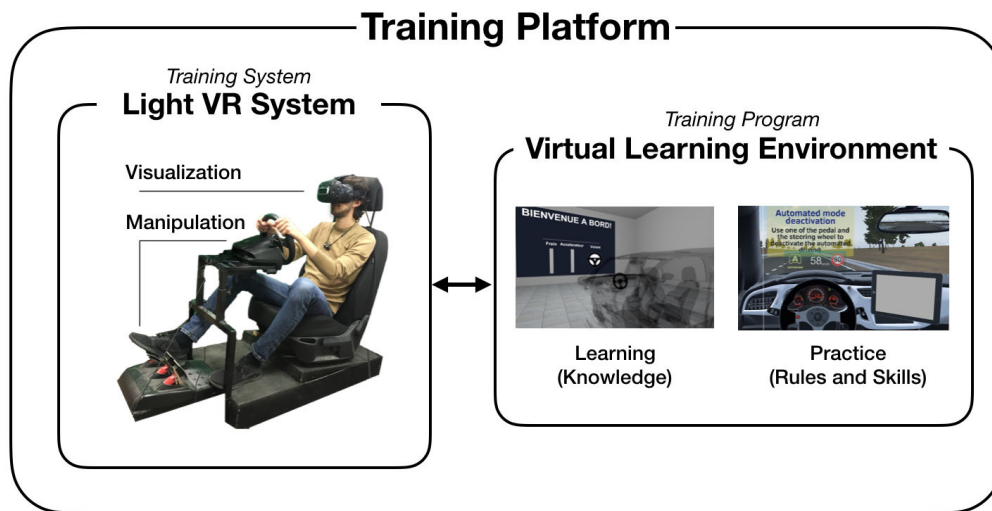 Training Platform
Training System
Light VR System
Visualization
Manipulation
Training Program
Virtual Learning Environment
BIENVENUE A BORD!
Frein Accelerateur Volant
Learning
(Knowledge)
Automated mode
deactivation
Use one of the pedal and
the steering wheel to
deactivate the automated
driving
A 58 90
Practice
(Rules and Skills)